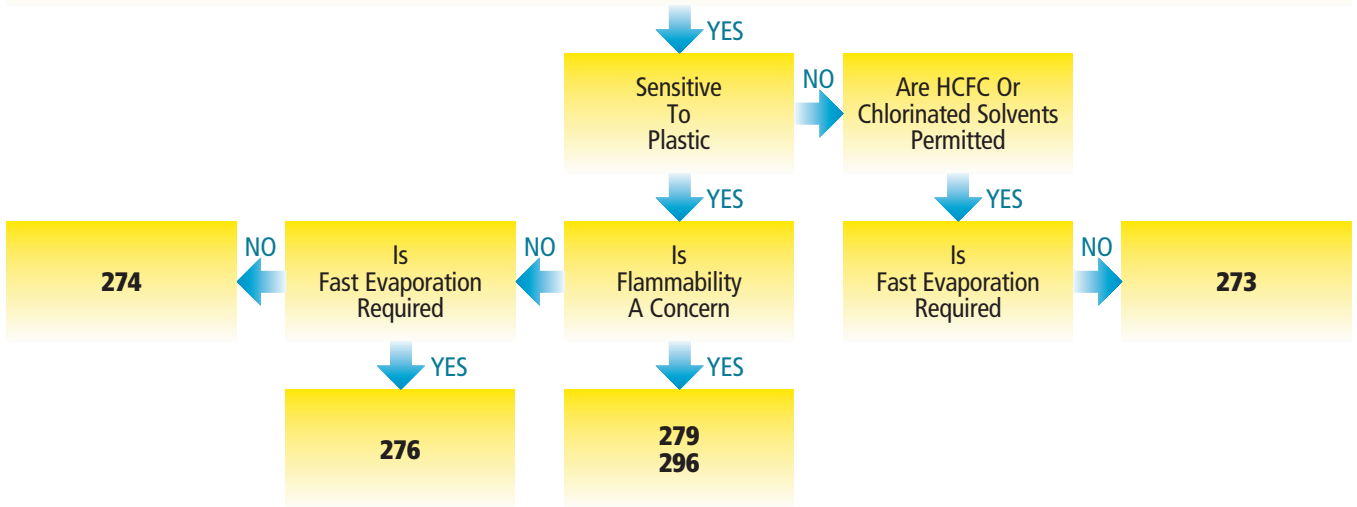 YES
Sensitive
To
Plastic
NO
Are HCFC Or
Chlorinated Solvents
Permitted
YES
YES
274
NO
Is
Fast Evaporation
Required
NO
Is
Flammability
A Concern
Is
Fast Evaporation
Required
NO
273
YES
YES
276
279
296